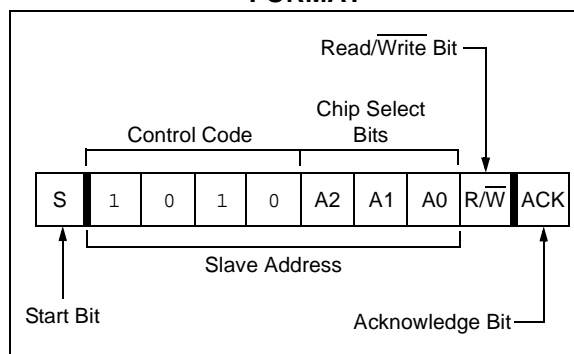 FORMAT
Read/Write Bit
Chip Select
Control Code Bits
S 1 0 1 0 A2 A1 A0 R/W ACK
Slave Address
Start Bit
Acknowledge Bit